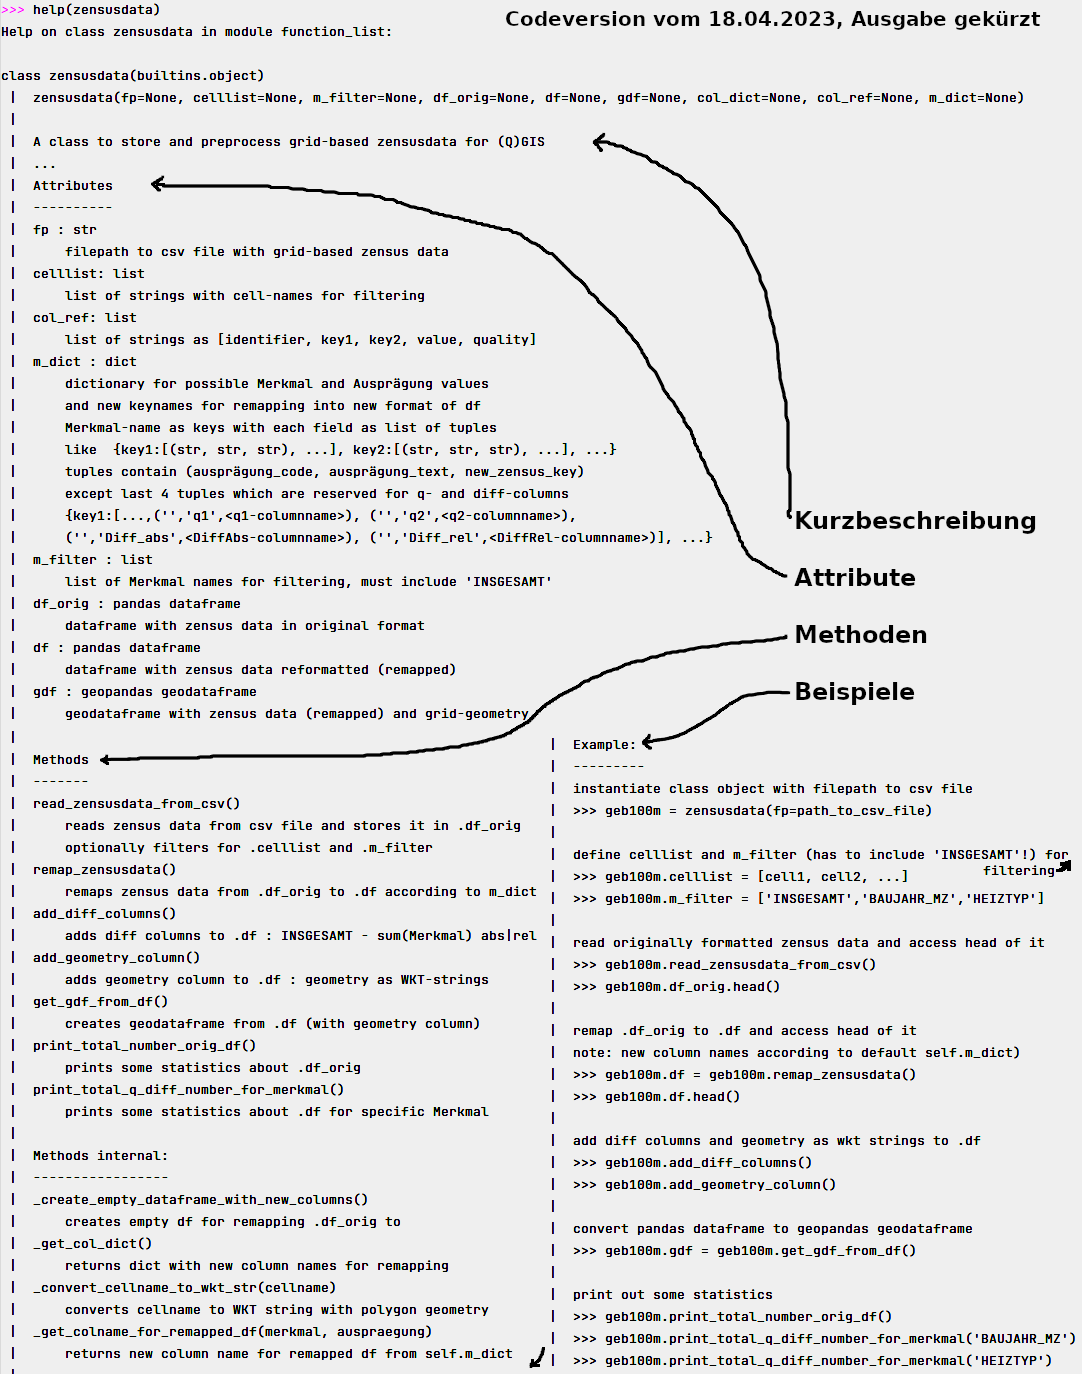 >>> help(zensusdata)
Codeversion vom 18.04.2023, Ausgabe gekürzt
Help on class zensusdata in module function_list:
class zensusdata(builtins.object)
| zensusdata(fp=None, celllist=None, m_filter=None, df_orig=None, df=None, gdf=None, col_dict=None, col_ref=None, m_dict=None)
|
| A class to store and preprocess grid-based zensusdata for (Q)GIS
| ...
| Attributes
| ----------
| fp : str
| filepath to csv file with grid-based zensus data
| celllist: list
| list of strings with cell-names for filtering
| col_ref: list
| list of strings as [identifier, key1, key2, value, quality]
| m_dict : dict
| dictionary for possible Merkmal and Ausprägung values
| and new keynames for remapping into new format of df
| Merkmal-name as keys with each field as list of tuples
| like  {key1:[(str, str, str), ...], key2:[(str, str, str), ...], ...}
| tuples contain (ausprägung_code, ausprägung_text, new_zensus_key)
| except last 4 tuples which are reserved for q- and diff-columns
| {key1:[...,('','q1',<q1-columnname>), ('','q2',<q2-columnname>),
| ('','Diff_abs',<DiffAbs-columnname>), ('','Diff_rel',<DiffRel-columnname>)], ...}
| m_filter : list
| list of Merkmal names for filtering, must include 'INSGESAMT'
| df_orig : pandas dataframe
| dataframe with zensus data in original format
| df : pandas dataframe
| dataframe with zensus data reformatted (remapped)
| gdf : geopandas geodataframe
| geodataframe with zensus data (remapped) and grid-geometry
|
| Methods
| -------
| read_zensusdata_from_csv()
| reads zensus data from csv file and stores it in .df_orig
| optionally filters for .celllist and .m_filter
| remap_zensusdata()
| remaps zensus data from .df_orig to .df according to m_dict
| add_diff_columns()
| adds diff columns to .df : INSGESAMT - sum(Merkmal) abs|rel
| add_geometry_column()
| adds geometry column to .df : geometry as WKT-strings
| get_gdf_from_df()
| creates geodataframe from .df (with geometry column)
| print_total_number_orig_df()
| prints some statistics about .df_orig
| print_total_q_diff_number_for_merkmal()
| prints some statistics about .df for specific Merkmal
|
| Methods internal:
| -----------------
| _create_empty_dataframe_with_new_columns()
| creates empty df for remapping .df_orig to
| _get_col_dict()
| returns dict with new column names for remapping
| _convert_cellname_to_wkt_str(cellname)
| converts cellname to WKT string with polygon geometry
| _get_colname_for_remapped_df(merkmal, auspraegung)
| returns new column name for remapped df from self.m_dict
|
Kurzbeschreibung
Attribute
Methoden
Beispiele
| Example:
| ---------
| instantiate class object with filepath to csv file
| >>> geb100m = zensusdata(fp=path_to_csv_file)
|
| define celllist and m_filter (has to include 'INSGESAMT'!) for
filtering
| >>> geb100m.celllist = [cell1, cell2, ...]
| >>> geb100m.m_filter = ['INSGESAMT','BAUJAHR_MZ','HEIZTYP']
|
| read originally formatted zensus data and access head of it
| >>> geb100m.read_zensusdata_from_csv()
| >>> geb100m.df_orig.head()
|
| remap .df_orig to .df and access head of it
| note: new column names according to default self.m_dict)
| >>> geb100m.df = geb100m.remap_zensusdata()
| >>> geb100m.df.head()
|
| add diff columns and geometry as wkt strings to .df
| >>> geb100m.add_diff_columns()
| >>> geb100m.add_geometry_column()
|
| convert pandas dataframe to geopandas geodataframe
| >>> geb100m.gdf = geb100m.get_gdf_from_df()
|
| print out some statistics
| >>> geb100m.print_total_number_orig_df()
| >>> geb100m.print_total_q_diff_number_for_merkmal('BAUJAHR_MZ')
| >>> geb100m.print_total_q_diff_number_for_merkmal('HEIZTYP')